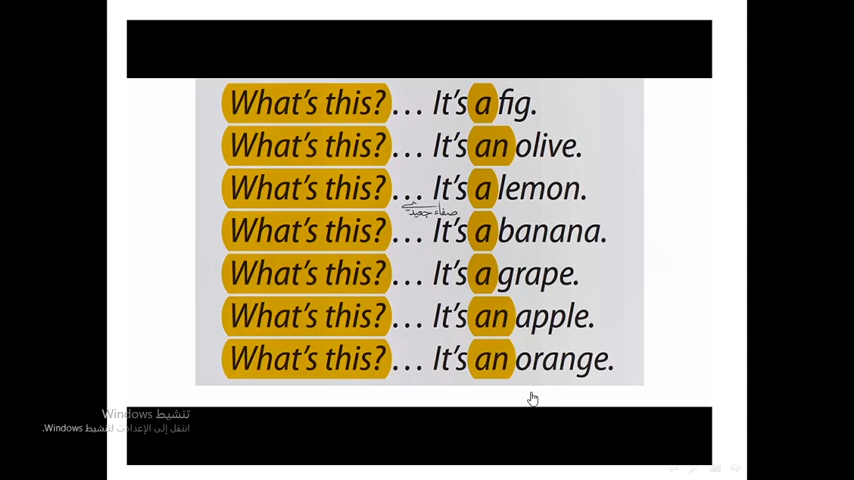 What's this? ... It's a fig.
What's this? ... It's an olive.
What's this? ... It's a lemon.
صفاء جعيدي
What's this? ... It's a banana.
What's this? ... It's a grape.
What's this? ... It's an apple.
What's this? ... It's an orange.
تنشيط Windows
انتقل إلى الإعدادات لتنشيط Windows.